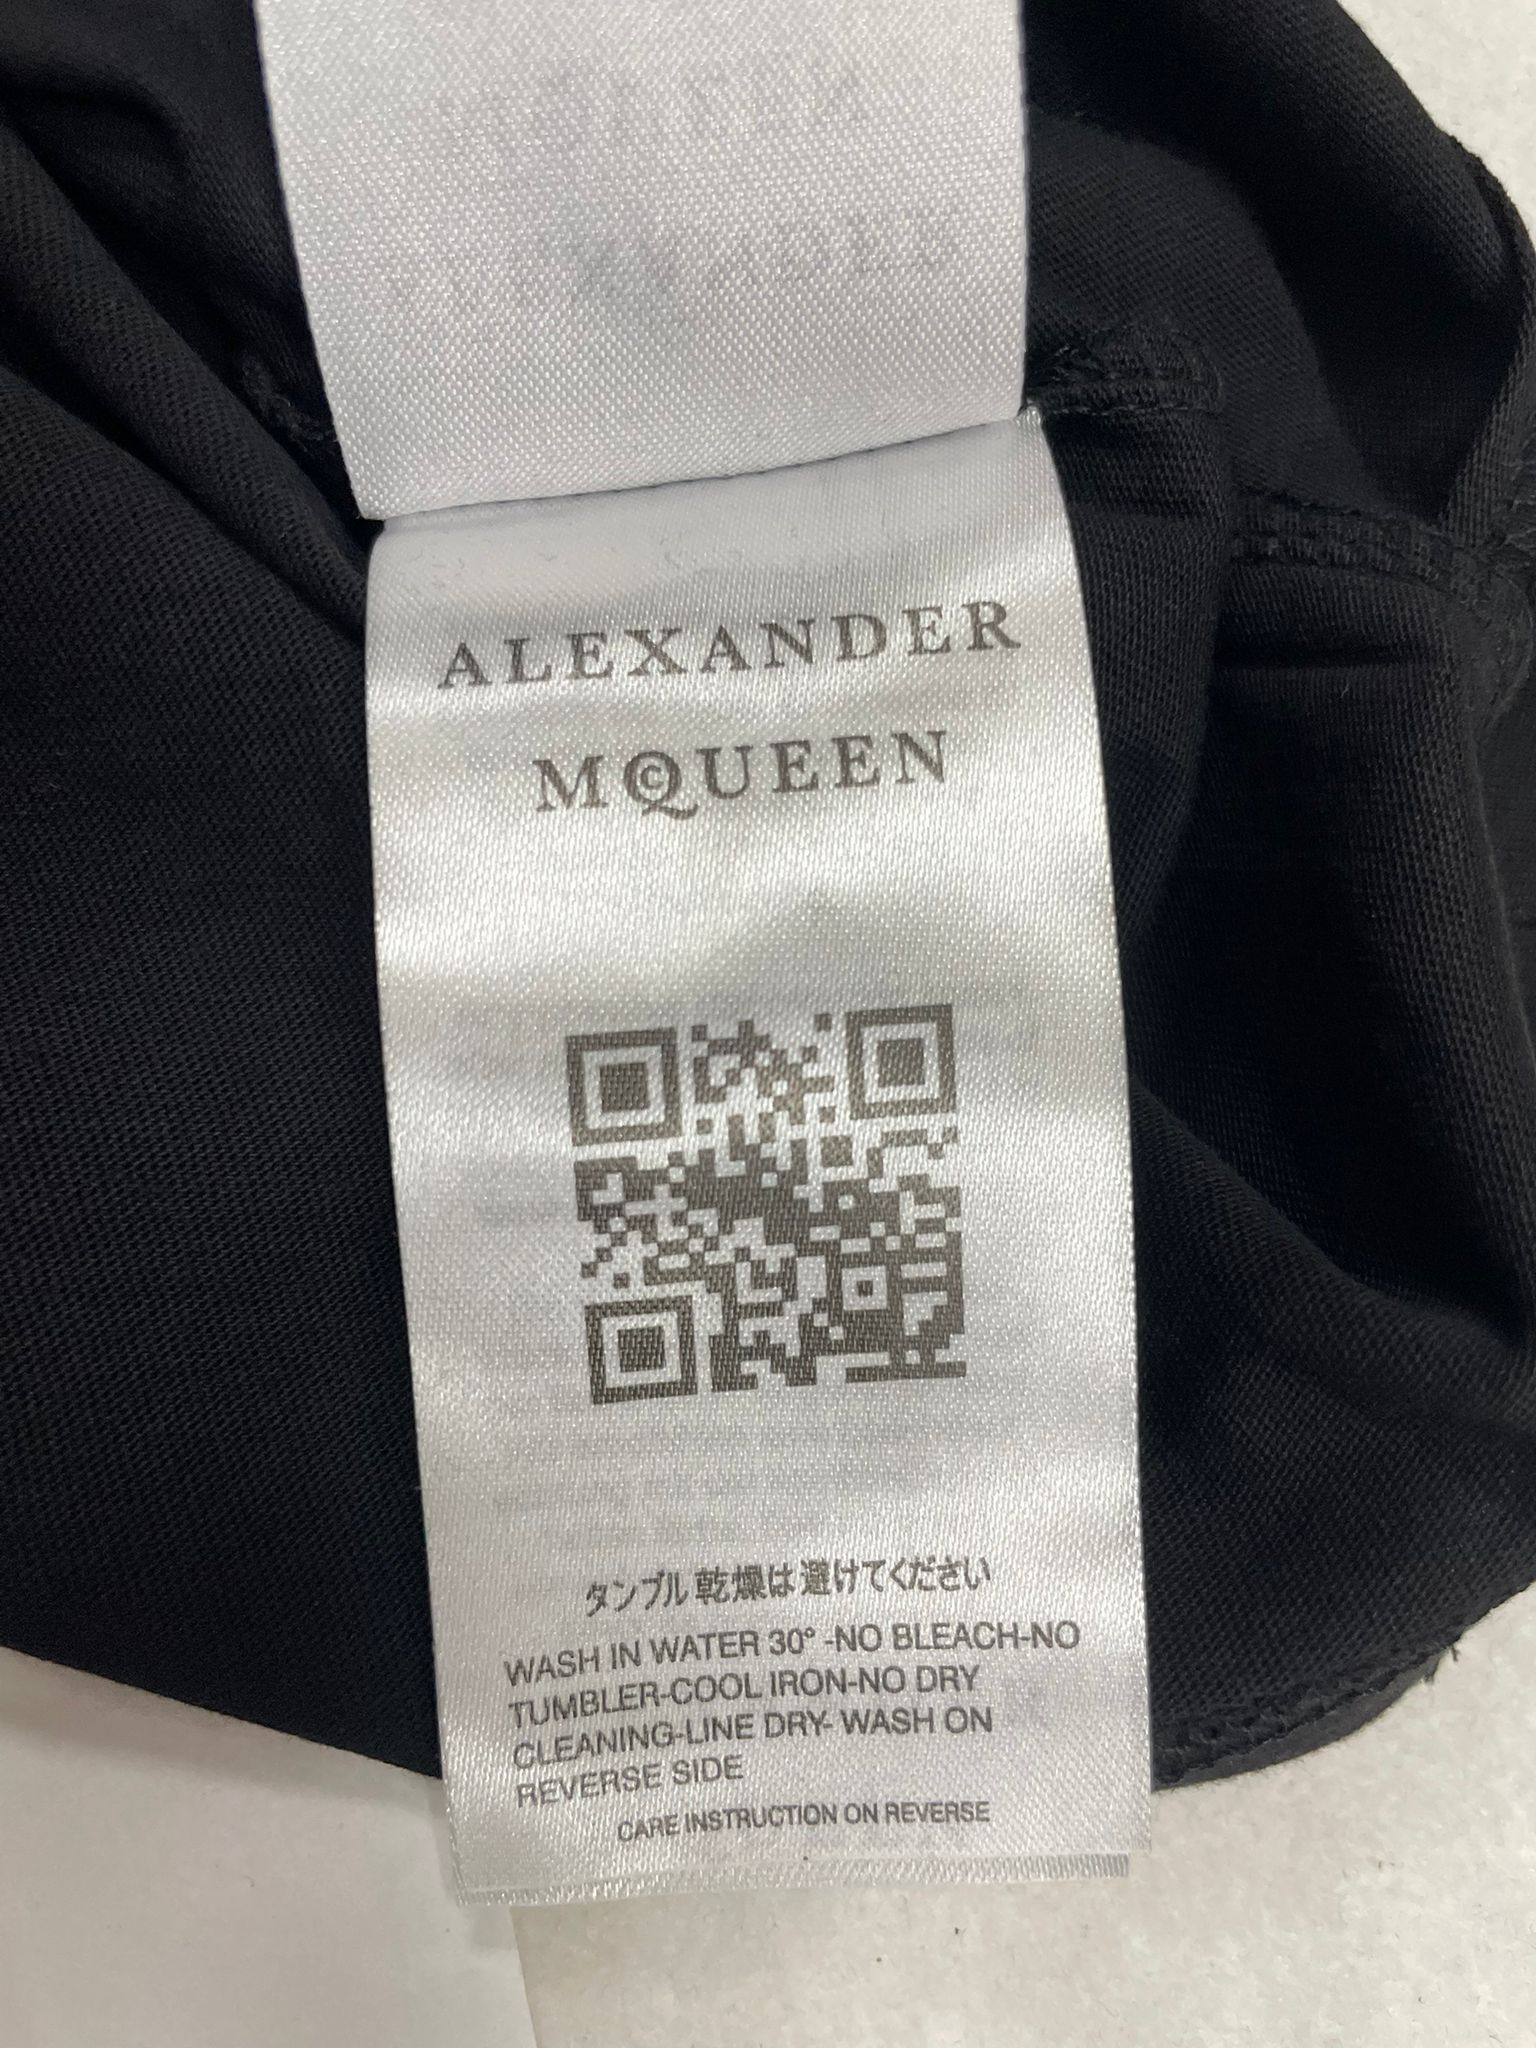 ALEXANDER
MCQUEEN
タンブル乾燥は避けてください
WASH IN WATER 30° -NO BLEACH-NO
TUMBLER-COOL IRON-NO DRY
CLEANING-LINE DRY- WASH ON
REVERSE SIDE
CARE INSTRUCTION ON REVERSE